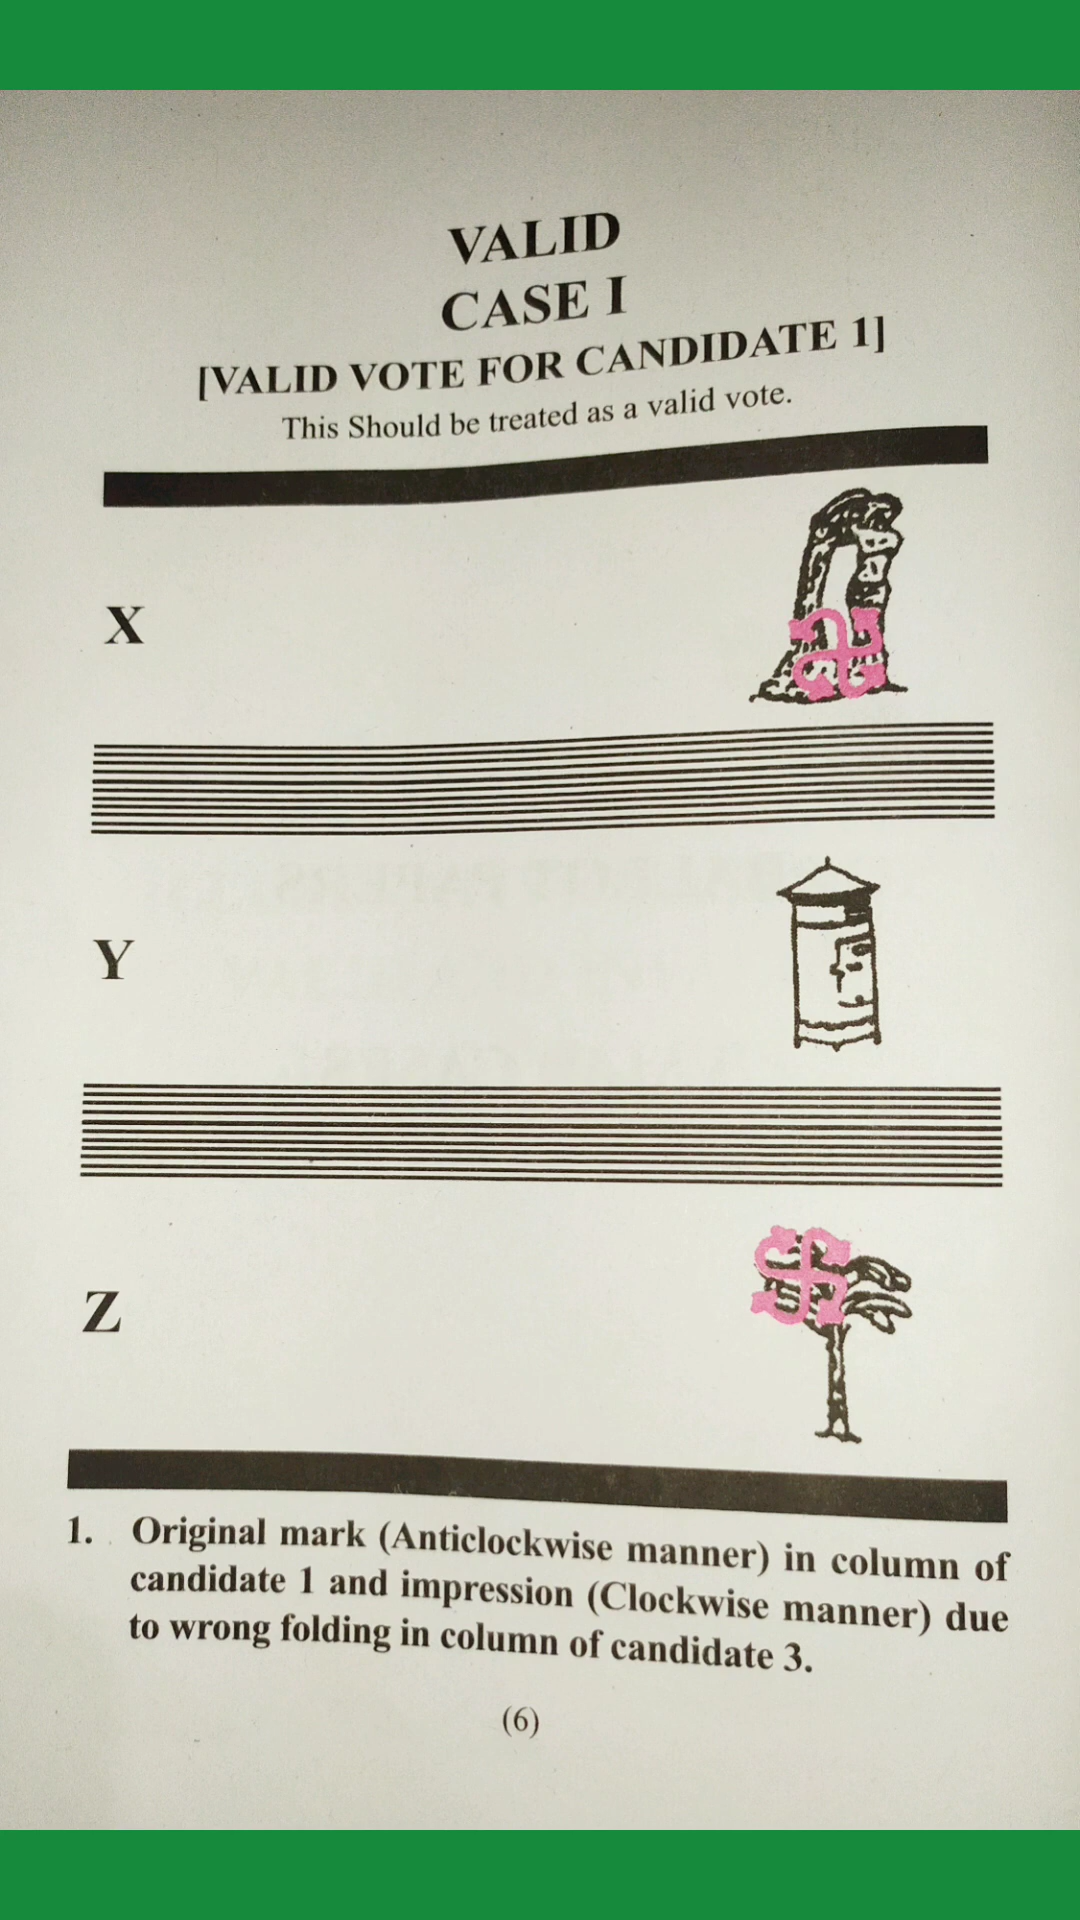 VALID
CASE I
[VALID VOTE FOR CANDIDATE 1]
This Should be treated as a valid vote.
X
Y
Z
1. Original mark (Anticlockwise manner) in column of
candidate 1 and impression (Clockwise manner) due
to wrong folding in column of candidate 3.
(6)